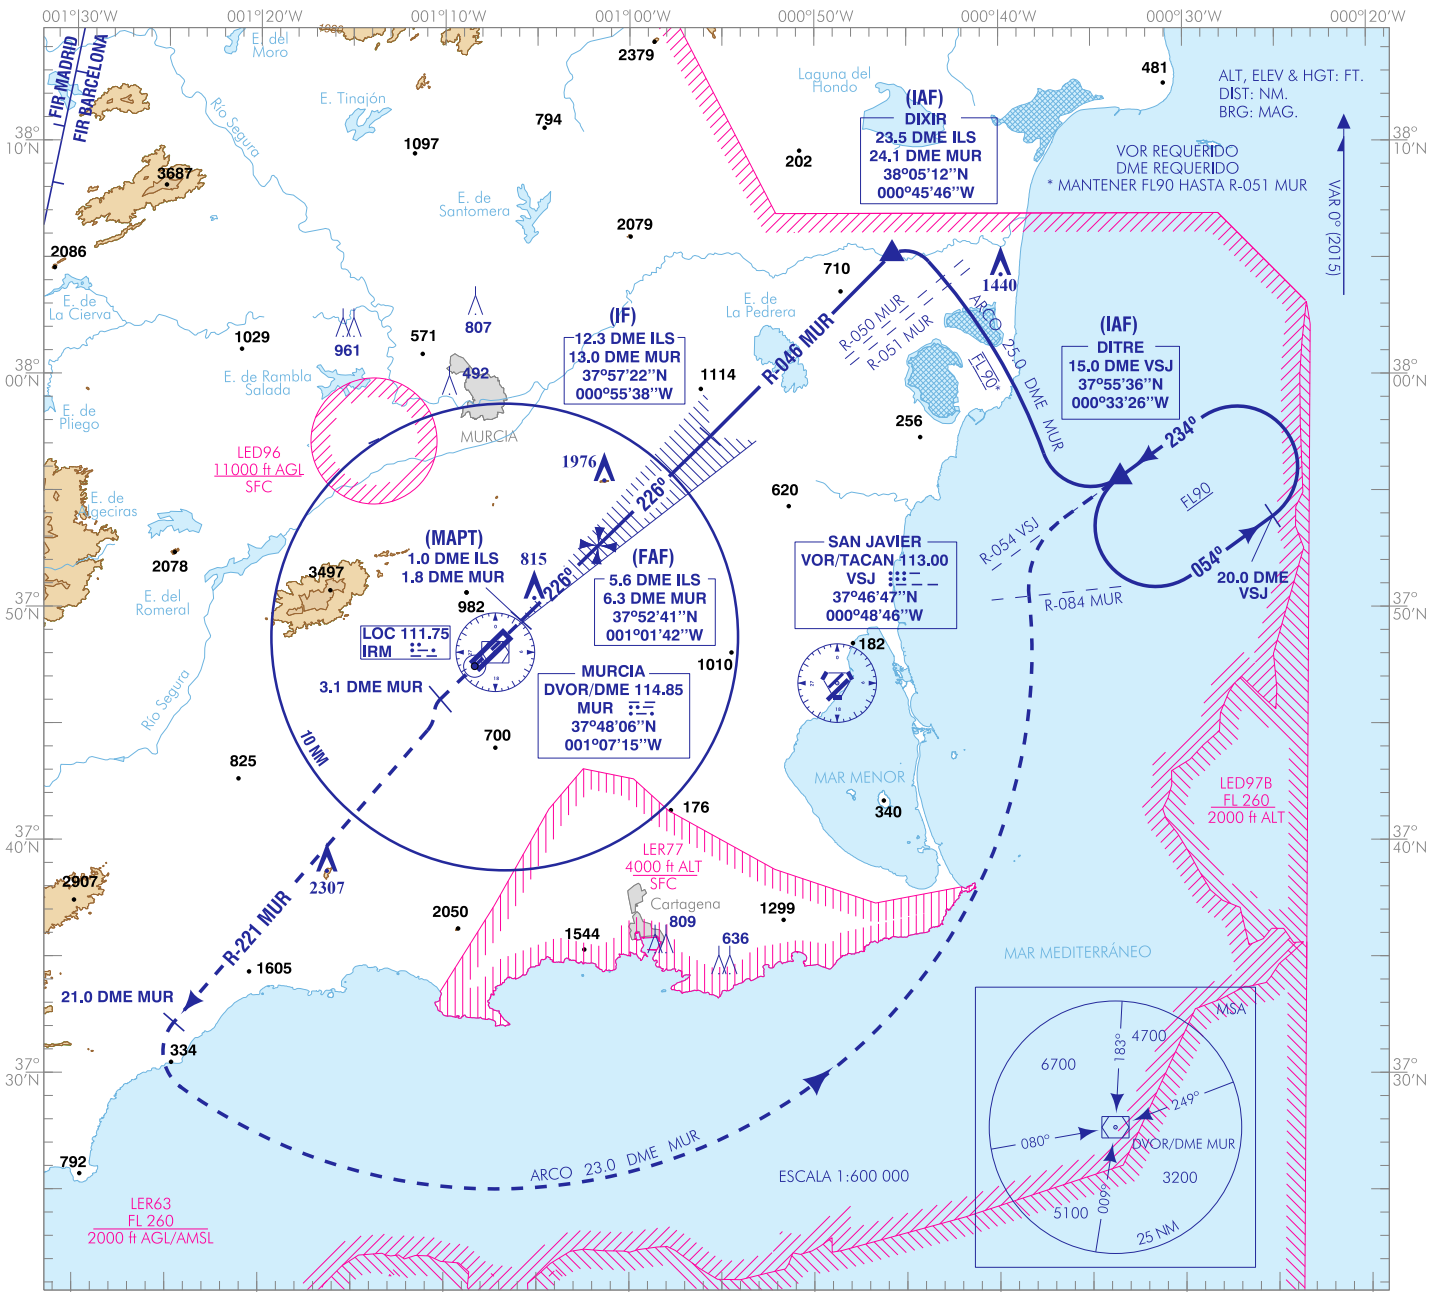 001°30'W
001°20'
001°10'
001°00'
000°50'
000°40'
000°30'
000°20'W
FIR MADRID
FIR BARCELONA
E. del
Moro
Río Segura
E. Tinajón
2379
794
1097
Laguna del
Hondo
481
ALT, ELEV & HGT: FT.
DIST: NM.
BRG: MAG.
VOR REQUERIDO
DME REQUERIDO
* MANTENER FL90 HASTA R-051 MUR
VAR 0° (2015)
(IAF)
DIXIR
23.5 DME ILS
24.1 DME MUR
38°05'12''N
000°45'46''W
38°
10'N
38°
10'N
202
3687
E. de
Santomera
2079
2086
E. de
La Cierva
710
1440
1029
961
571
807
492
E. de Rambla
Salada
E. de
Pliego
MURCIA
(IF)
12.3 DME ILS
13.0 DME MUR
37°57'22''N
000°55'38''W
E. de
La Pedrera
R-046 MUR
R-050 MUR
R-051 MUR
ARCO 25.0 DME MUR
FL90*
(IAF)
DITRE
15.0 DME VSJ
37°55'36''N
000°33'26''W
38°
00'N
38°
00'N
1114
256
234°
FL90
054°
20.0 DME
VSJ
LED96
11000 ft AGL
SFC
1976
226°
620
E. de
Algeciras
2078
E. del
Romeral
3497
(MAPT)
1.0 DME ILS
1.8 DME MUR
815
226°
982
(FAF)
5.6 DME ILS
6.3 DME MUR
37°52'41''N
001°01'42''W
SAN JAVIER
VOR/TACAN 113.00
VSJ
37°46'47''N
000°48'46''W
R-054 VSJ
R-084 MUR
37°
50'N
37°
50'N
LOC 111.75
IRM
182
1010
3.1 DME MUR
MURCIA
DVOR/DME 114.85
MUR
37°48'06''N
001°07'15''W
Río Segura
10 NM
700
825
MAR MENOR
340
176
LED97B
FL 260
2000 ft ALT
37°
40'N
37°
40'N
LER77
4000 ft ALT
SFC
2307
2907
R-221 MUR
2050
Cartagena
809
1299
1544
636
1605
MAR MEDITERRÁNEO
21.0 DME MUR
334
37°
30'N
37°
30'N
MSA
4700
6700
183°
249°
080°
DVOR/DME MUR
3200
009°
5100
25 NM
792
ARCO 23.0 DME MUR
ESCALA 1:600 000
LER63
FL 260
2000 ft AGL/AMSL